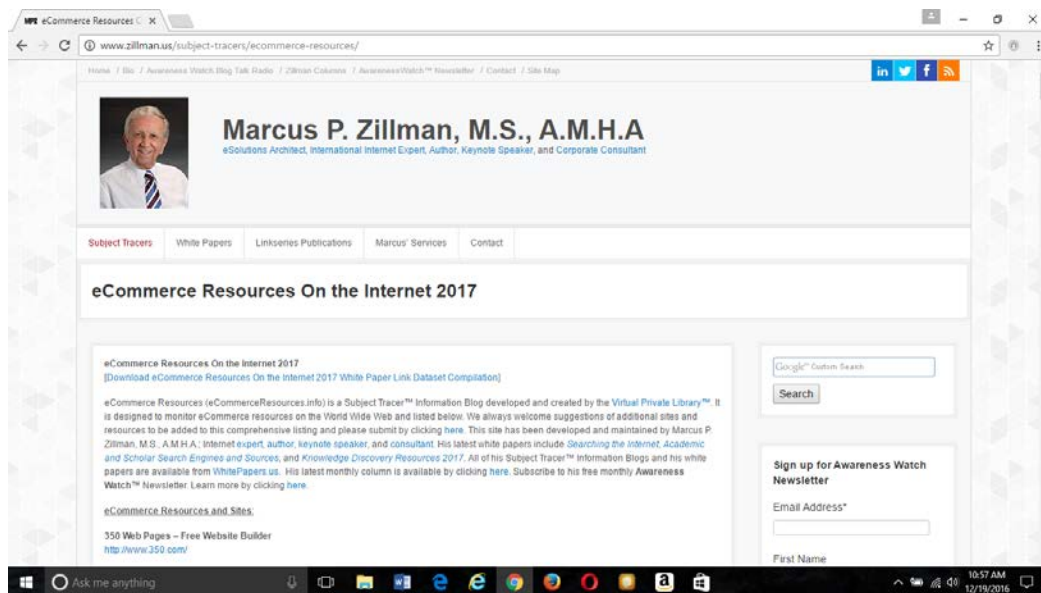 MPZ eCommerce Resources
www.zillman.us/subject-tracers/ecommerce-resources/
Home / Bio / Awareness Watch Blog Talk Radio / Zillman Columns / AwarenessWatch™ Newsletter / Contact / Site Map
Marcus P. Zillman, M.S., A.M.H.A
eSolutions Architect, International Internet Expert, Author, Keynote Speaker, and Corporate Consultant
Subject Tracers White Papers Linkseries Publications Marcus' Services Contact
eCommerce Resources On the Internet 2017
eCommerce Resources On the Internet 2017
[Download eCommerce Resources On the Internet 2017 White Paper Link Dataset Compilation]
eCommerce Resources (eCommerceResources.info) is a Subject Tracer™ Information Blog developed and created by the Virtual Private Library™. It
is designed to monitor eCommerce resources on the World Wide Web and listed below. We always welcome suggestions of additional sites and
resources to be added to this comprehensive listing and please submit by clicking here. This site has been developed and maintained by Marcus P.
Zillman, M.S., A.M.H.A.; Internet expert, author, keynote speaker, and consultant. His latest white papers include Searching the Internet, Academic
and Scholar Search Engines and Sources, and Knowledge Discovery Resources 2017. All of his Subject Tracer™ Information Blogs and his white
papers are available from WhitePapers.us. His latest monthly column is available by clicking here. Subscribe to his free monthly Awareness
Watch™ Newsletter. Learn more by clicking here.
eCommerce Resources and Sites:
350 Web Pages – Free Website Builder
http://www.350.com/
Google™ Custom Search
Search
Sign up for Awareness Watch
Newsletter
Email Address*
First Name
Ask me anything
10:57 AM
12/19/2016